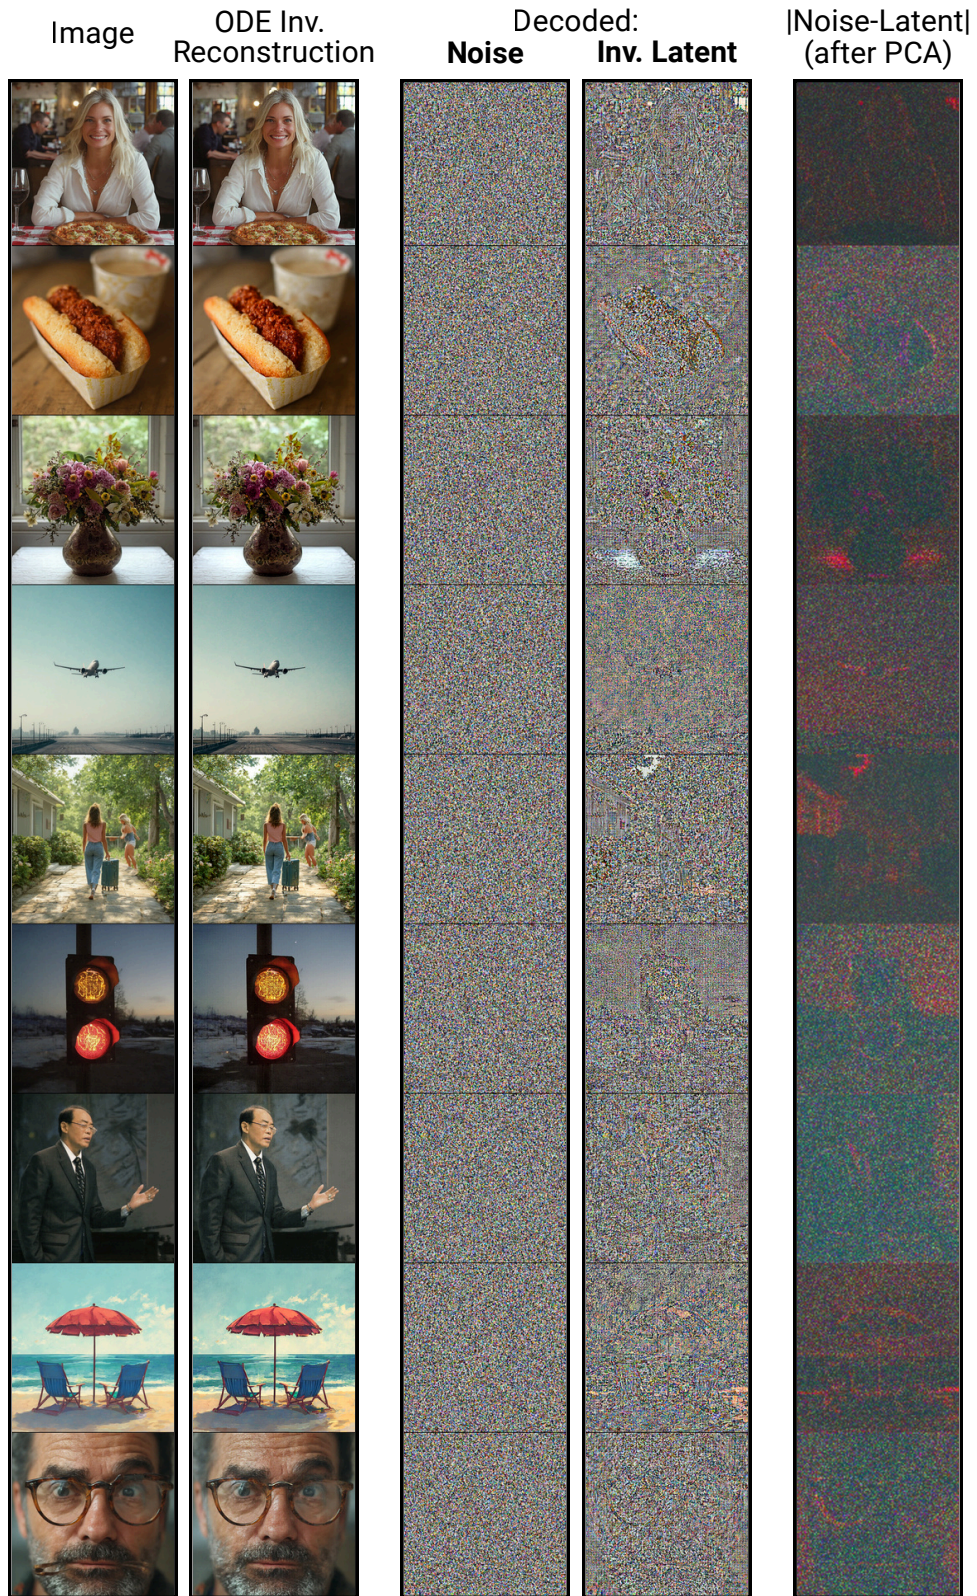 Image
ODE Inv.
Reconstruction
Decoded:
Noise
Inv. Latent
|Noise-Latent|
(after PCA)